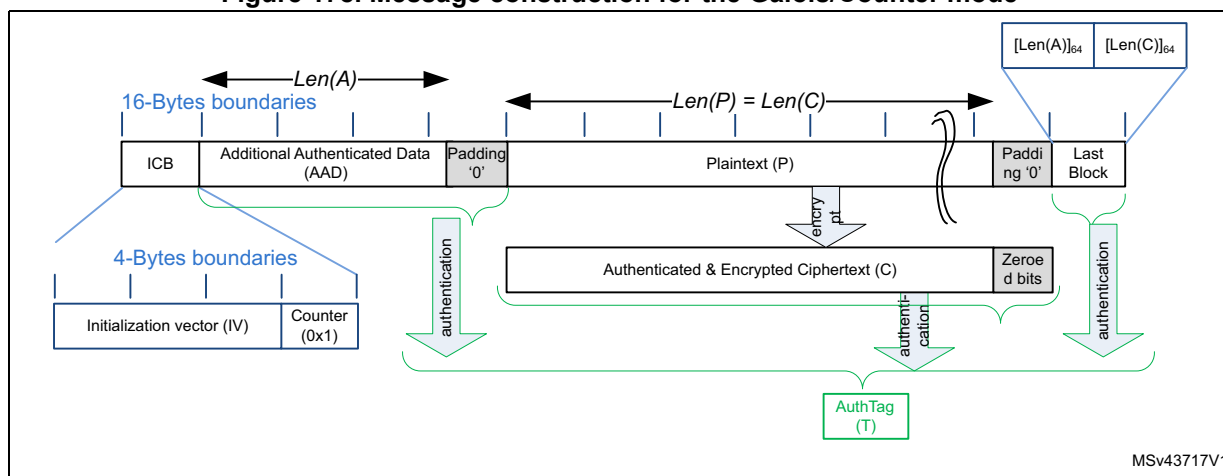 [Len(A)]64 [Len(C)]64
Len(A)
16-Bytes boundaries
Len(P) = Len(C)
ICB
Additional Authenticated Data
(AAD)
Padding
‘0’
Plaintext (P)
Paddi
ng ‘0’
Last
Block
encry
pt
4-Bytes boundaries
authentication
Authenticated & Encrypted Ciphertext (C)
Zeroe
d bits
authentication
Initialization vector (IV)
Counter
(0x1)
authenti-
cation
AuthTag
(T)
MSv43717V1